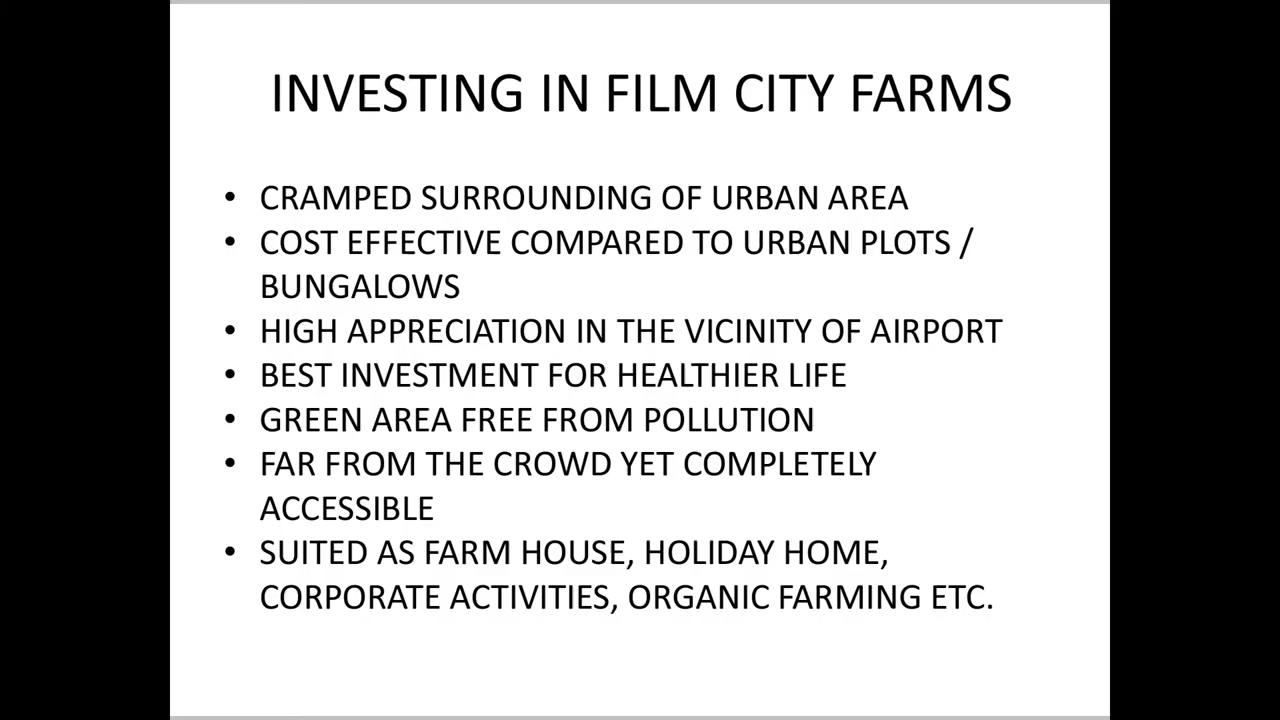 INVESTING IN FILM CITY FARMS
• CRAMPED SURROUNDING OF URBAN AREA
• COST EFFECTIVE COMPARED TO URBAN PLOTS /
BUNGALOWS
• HIGH APPRECIATION IN THE VICINITY OF AIRPORT
• BEST INVESTMENT FOR HEALTHIER LIFE
• GREEN AREA FREE FROM POLLUTION
• FAR FROM THE CROWD YET COMPLETELY
ACCESSIBLE
• SUITED AS FARM HOUSE, HOLIDAY HOME,
CORPORATE ACTIVITIES, ORGANIC FARMING ETC.